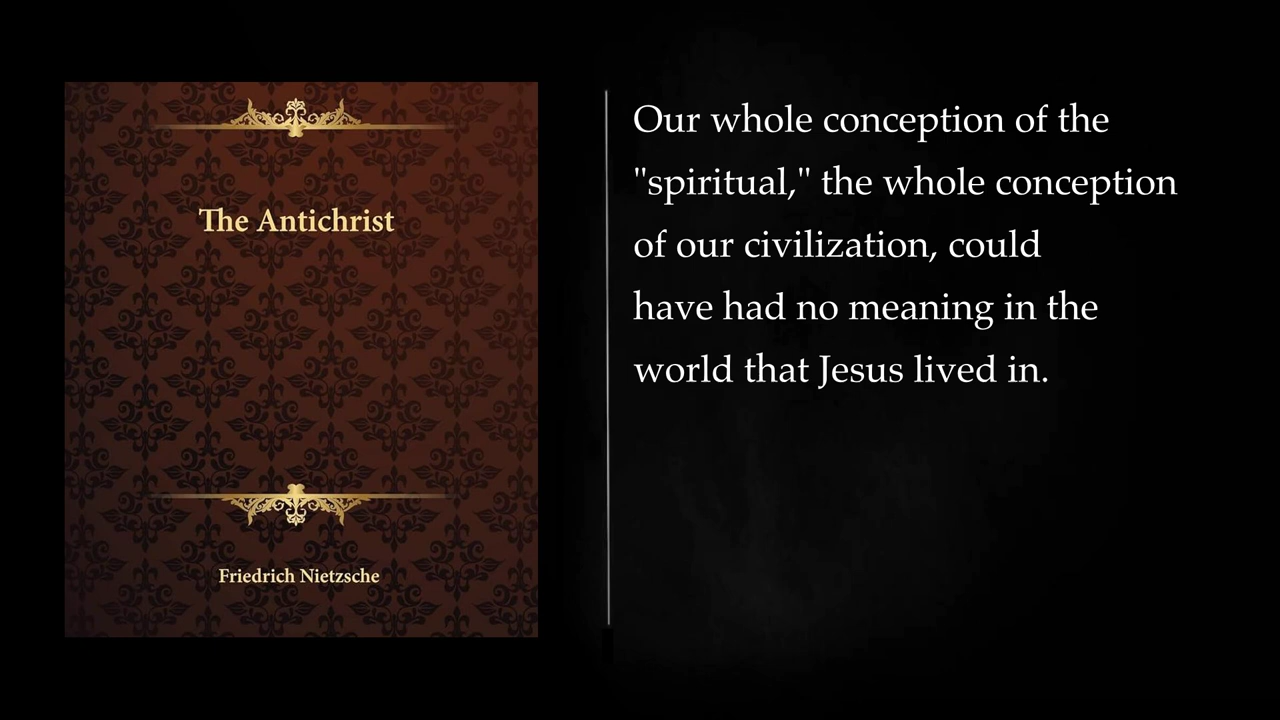 The Antichrist
Friedrich Nietzsche
Our whole conception of the
"spiritual," the whole conception
of our civilization, could
have had no meaning in the
world that Jesus lived in.